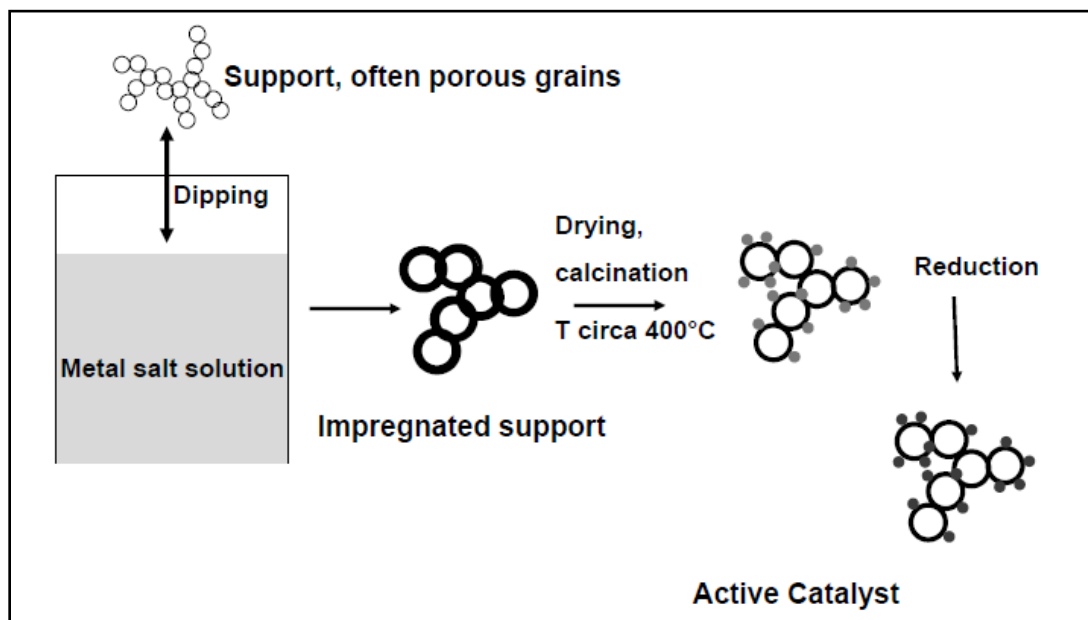 Support, often porous grains
Dipping
Metal salt solution
Impregnated support
Drying,
calcination
T circa 400°C
Reduction
Active Catalyst